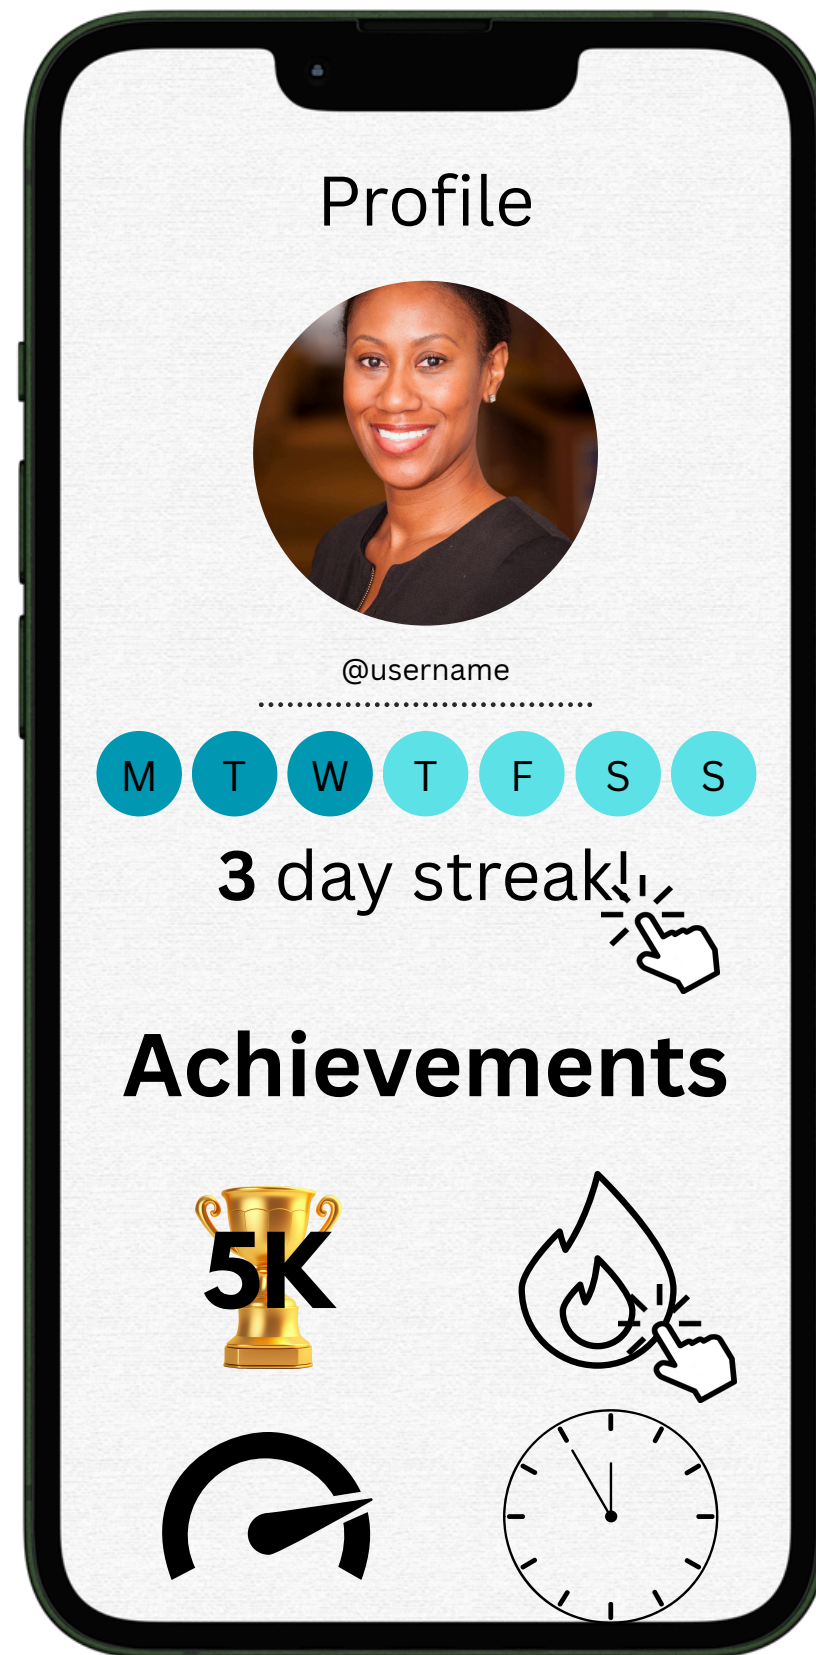 Profile
@username
M T W T F S S
3 day streak!
Achievements
5K